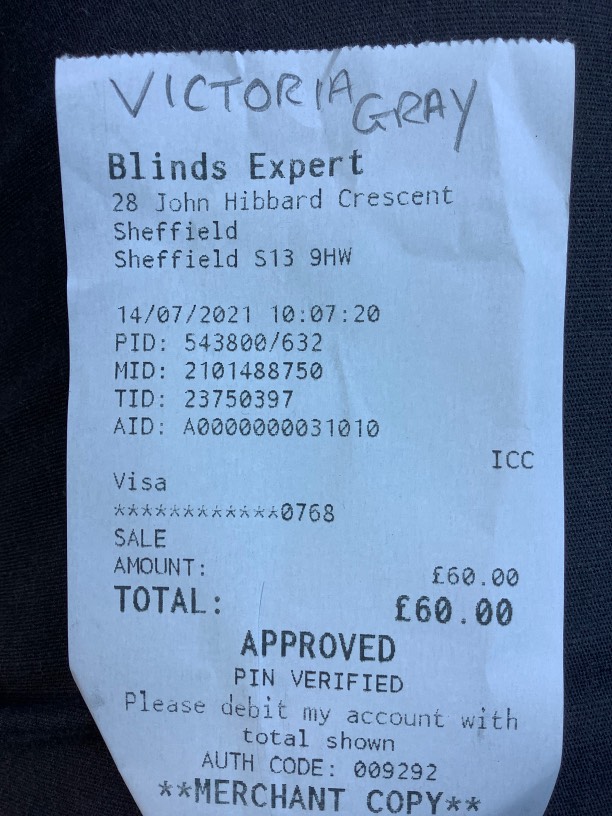 VICTORIA GRAY
Blinds Expert
28 John Hibbard Crescent
Sheffield
Sheffield S13 9HW
14/07/2021 10:07:20
PID: 543800/632
MID: 2101488750
TID: 23750397
AID: A0000000031010
ICC
Visa
************0768
SALE
AMOUNT: £60.00
TOTAL: £60.00
APPROVED
PIN VERIFIED
Please debit my account with
total shown
AUTH CODE: 009292
**MERCHANT COPY**